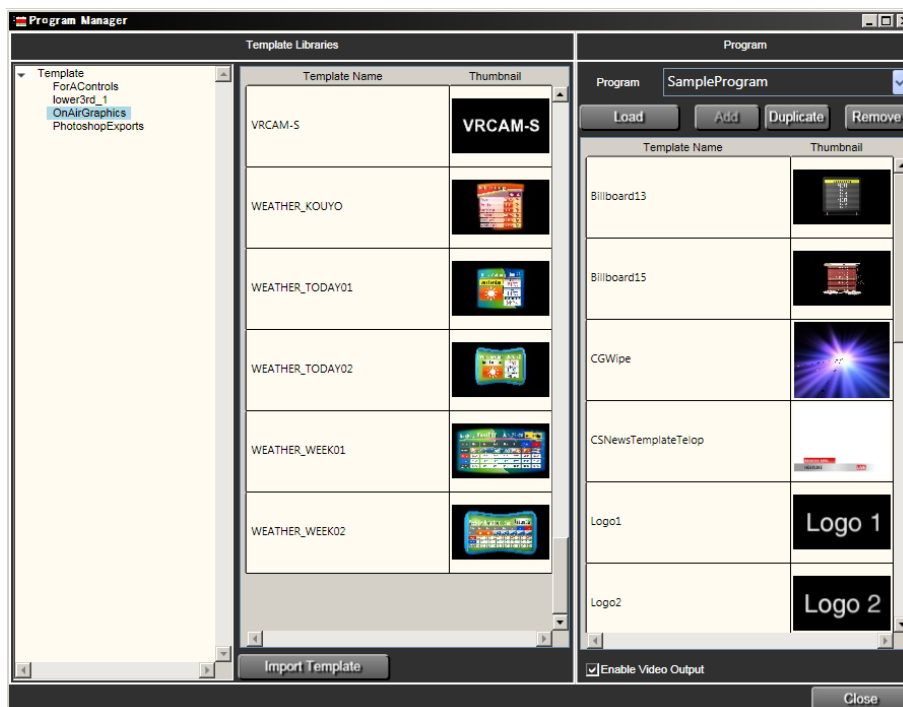 Program Manager
Template Libraries
Program
Template
ForAControls
lower3rd_1
OnAirGraphics
PhotoshopExports
Template Name Thumbnail
VRCAM-S VRCAM-S
WEATHER_KOUYO
WEATHER_TODAY01
WEATHER_TODAY02
WEATHER_WEEK01
WEATHER_WEEK02
Import Template
Program SampleProgram
Load Add Duplicate Remove
Template Name Thumbnail
Billboard13
Billboard15
CGWipe
CSNewsTemplateTelop
Logo1 Logo 1
Logo2 Logo 2
Enable Video Output
Close